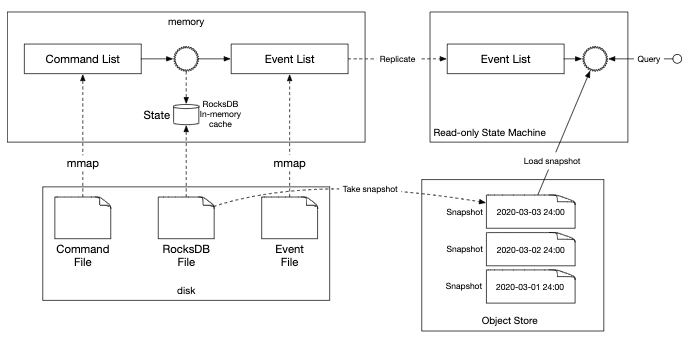 memory
Command List
Event List
Replicate
Event List
Query
State
RocksDB
In-memory
cache
Read-only State Machine
mmap
mmap
Load snapshot
Take snapshot
Snapshot
2020-03-03 24:00
Snapshot
2020-03-02 24:00
Snapshot
2020-03-01 24:00
Command
File
RocksDB
File
Event
File
disk
Object Store